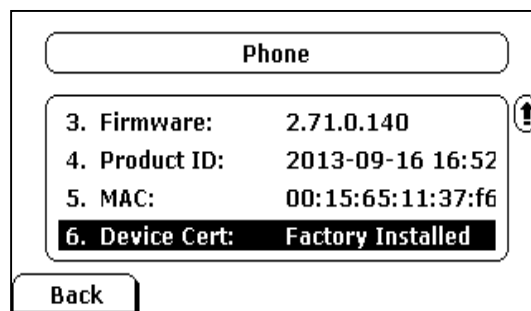 Phone
3. Firmware: 2.71.0.140
4. Product ID: 2013-09-16 16:52
5. MAC: 00:15:65:11:37:f6
6. Device Cert: Factory Installed
Back